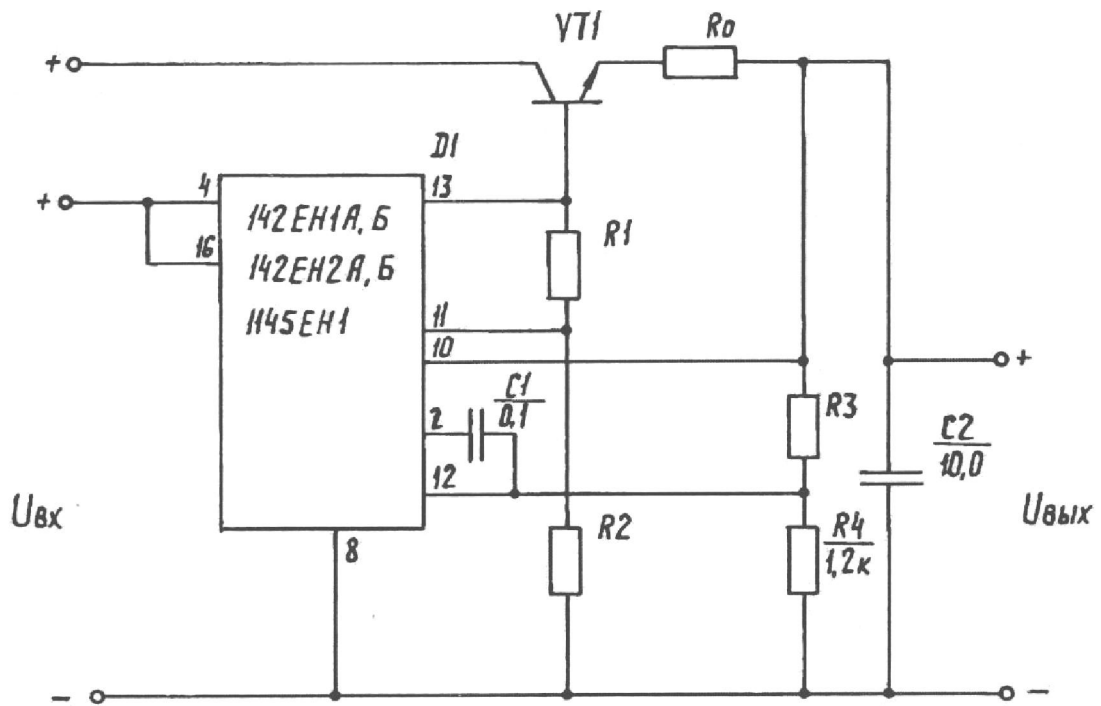 VT1
Ro
+
D1
4
13
+
142ЕН1А, Б
R1
16
142ЕН2А, Б
1145ЕН1
11
10
+
C1
0,1
2
R3
C2
10,0
12
Uвх
Uвых
R2
R4
1,2к
8
−
−